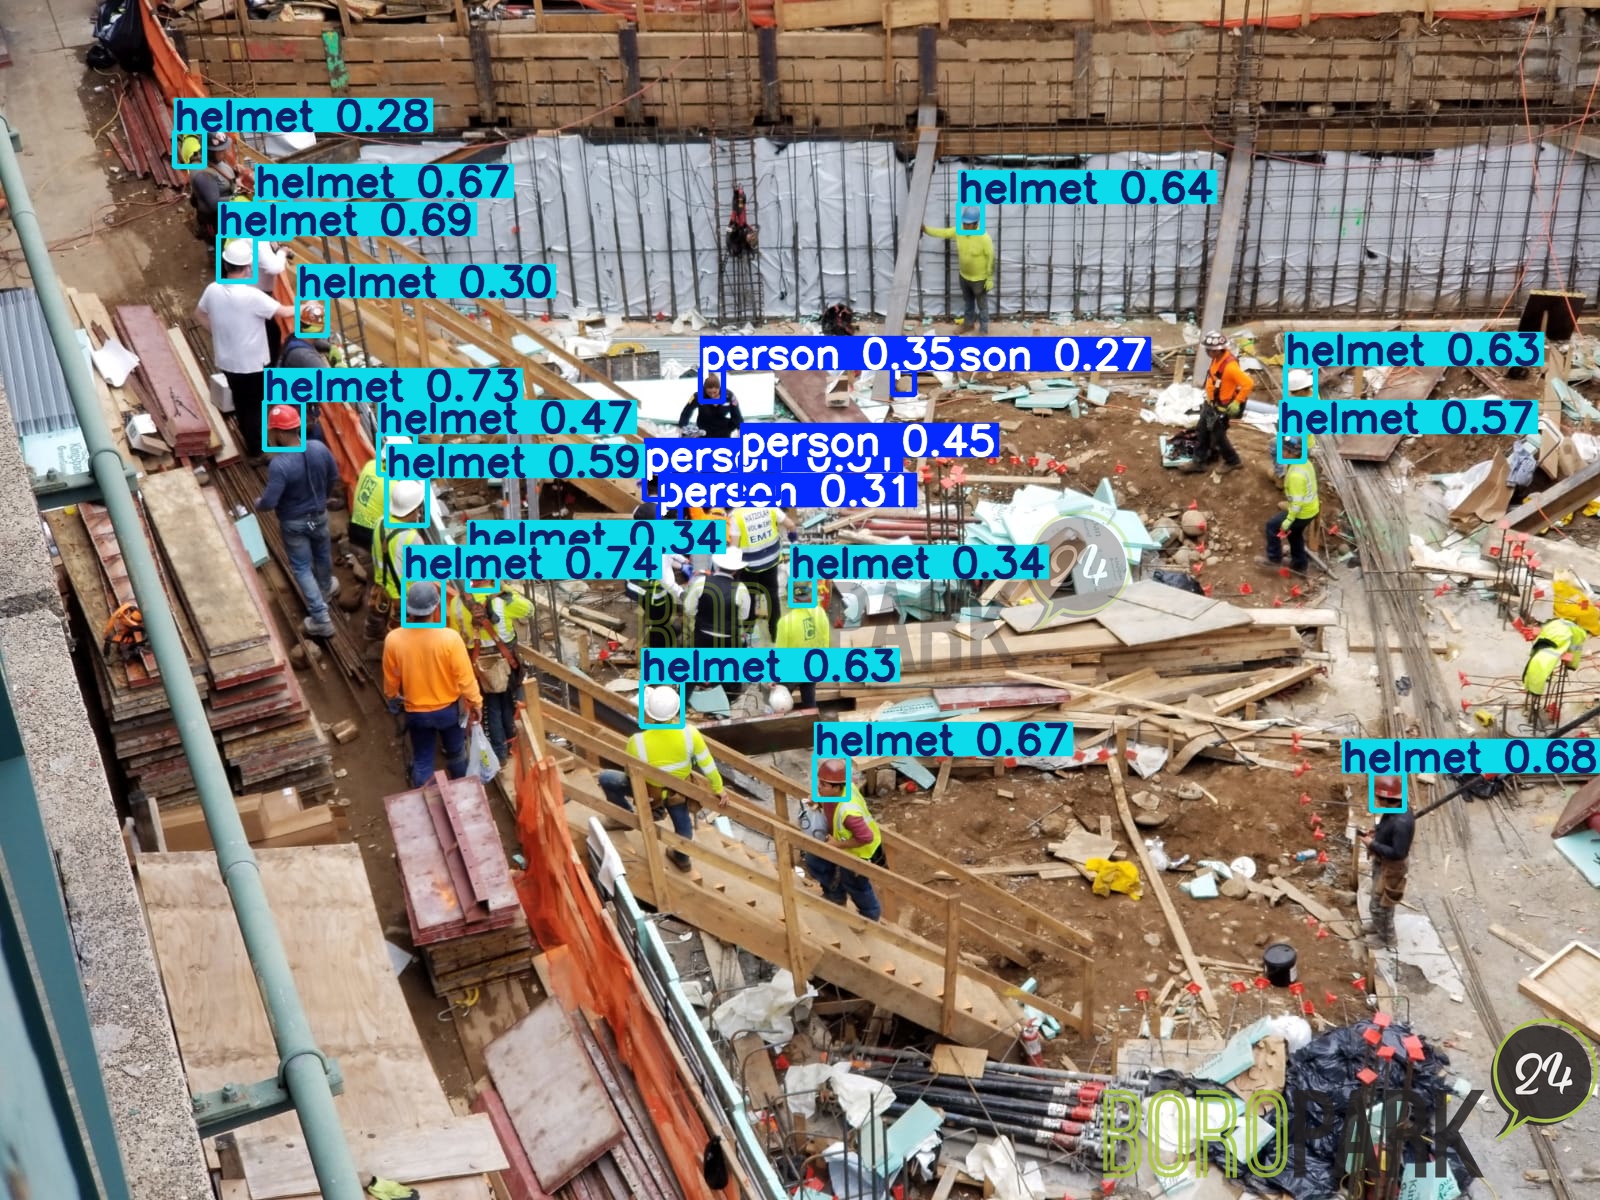 helmet 0.28
helmet 0.67
helmet 0.64
helmet 0.69
helmet 0.30
person 0.35
son 0.27
helmet 0.63
helmet 0.73
helmet 0.47
helmet 0.57
person 0.45
helmet 0.59
person 0.31
HATZOLAH
EMT
helmet 0.34
helmet 0.74
helmet 0.34
24
BOROPARK
helmet 0.63
helmet 0.67
helmet 0.68
24
BOROPARK